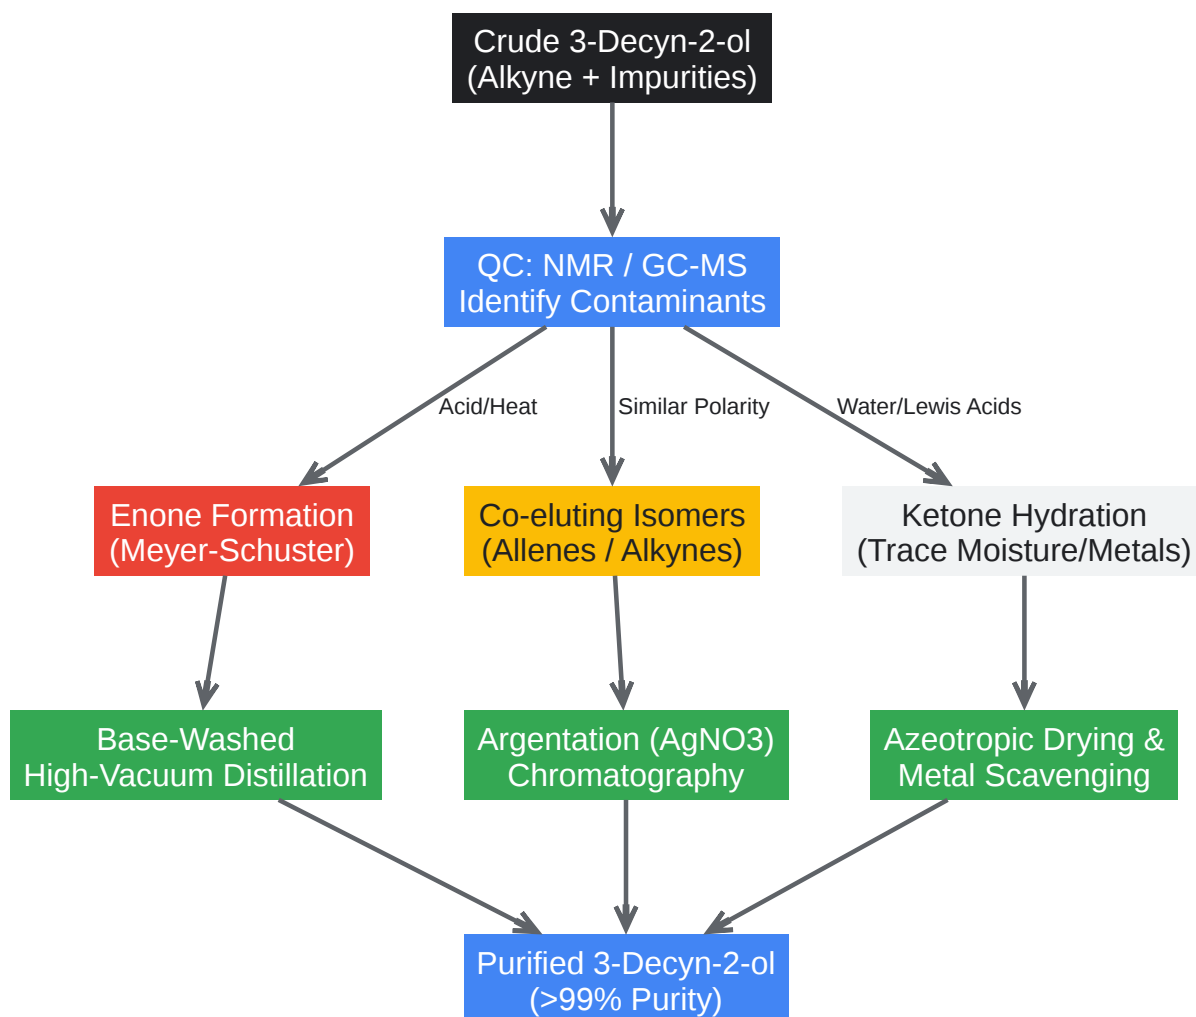 Crude 3-Decyn-2-ol
(Alkyne + Impurities)
QC: NMR / GC-MS
Identify Contaminants
Acid/Heat
Similar Polarity
Water/Lewis Acids
Enone Formation
(Meyer-Schuster)
Co-eluting Isomers
(Allenes / Alkynes)
Ketone Hydration
(Trace Moisture/Metals)
Base-Washed
High-Vacuum Distillation
Argentation (AgNO3)
Chromatography
Azeotropic Drying &
Metal Scavenging
Purified 3-Decyn-2-ol
(>99% Purity)